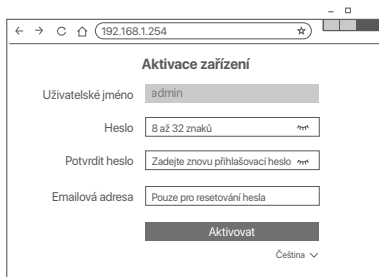 192.168.1.254
Aktivace zařízení
Uživatelské jméno admin
Heslo 8 až 32 znaků
Potvrdit heslo Zadejte znovu přihlašovací heslo
Emailová adresa Pouze pro resetování hesla
Aktivovat
Čeština